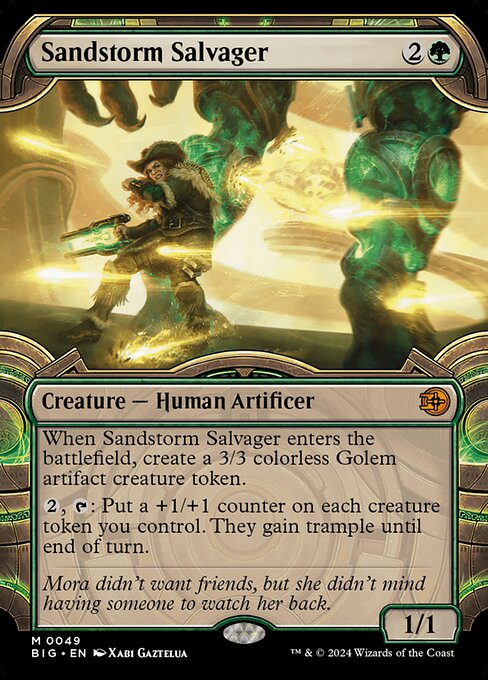 Sandstorm Salvager 2
Creature — Human Artificer
When Sandstorm Salvager enters the
battlefield, create a 3/3 colorless Golem
artifact creature token.
2, : Put a +1/+1 counter on each creature
token you control. They gain trample until
end of turn.
Mora didn't want friends, but she didn't mind
having someone to watch her back.
1/1
M 0049
BIG • EN Xabi Gaztelua
™ & © 2024 Wizards of the Coast